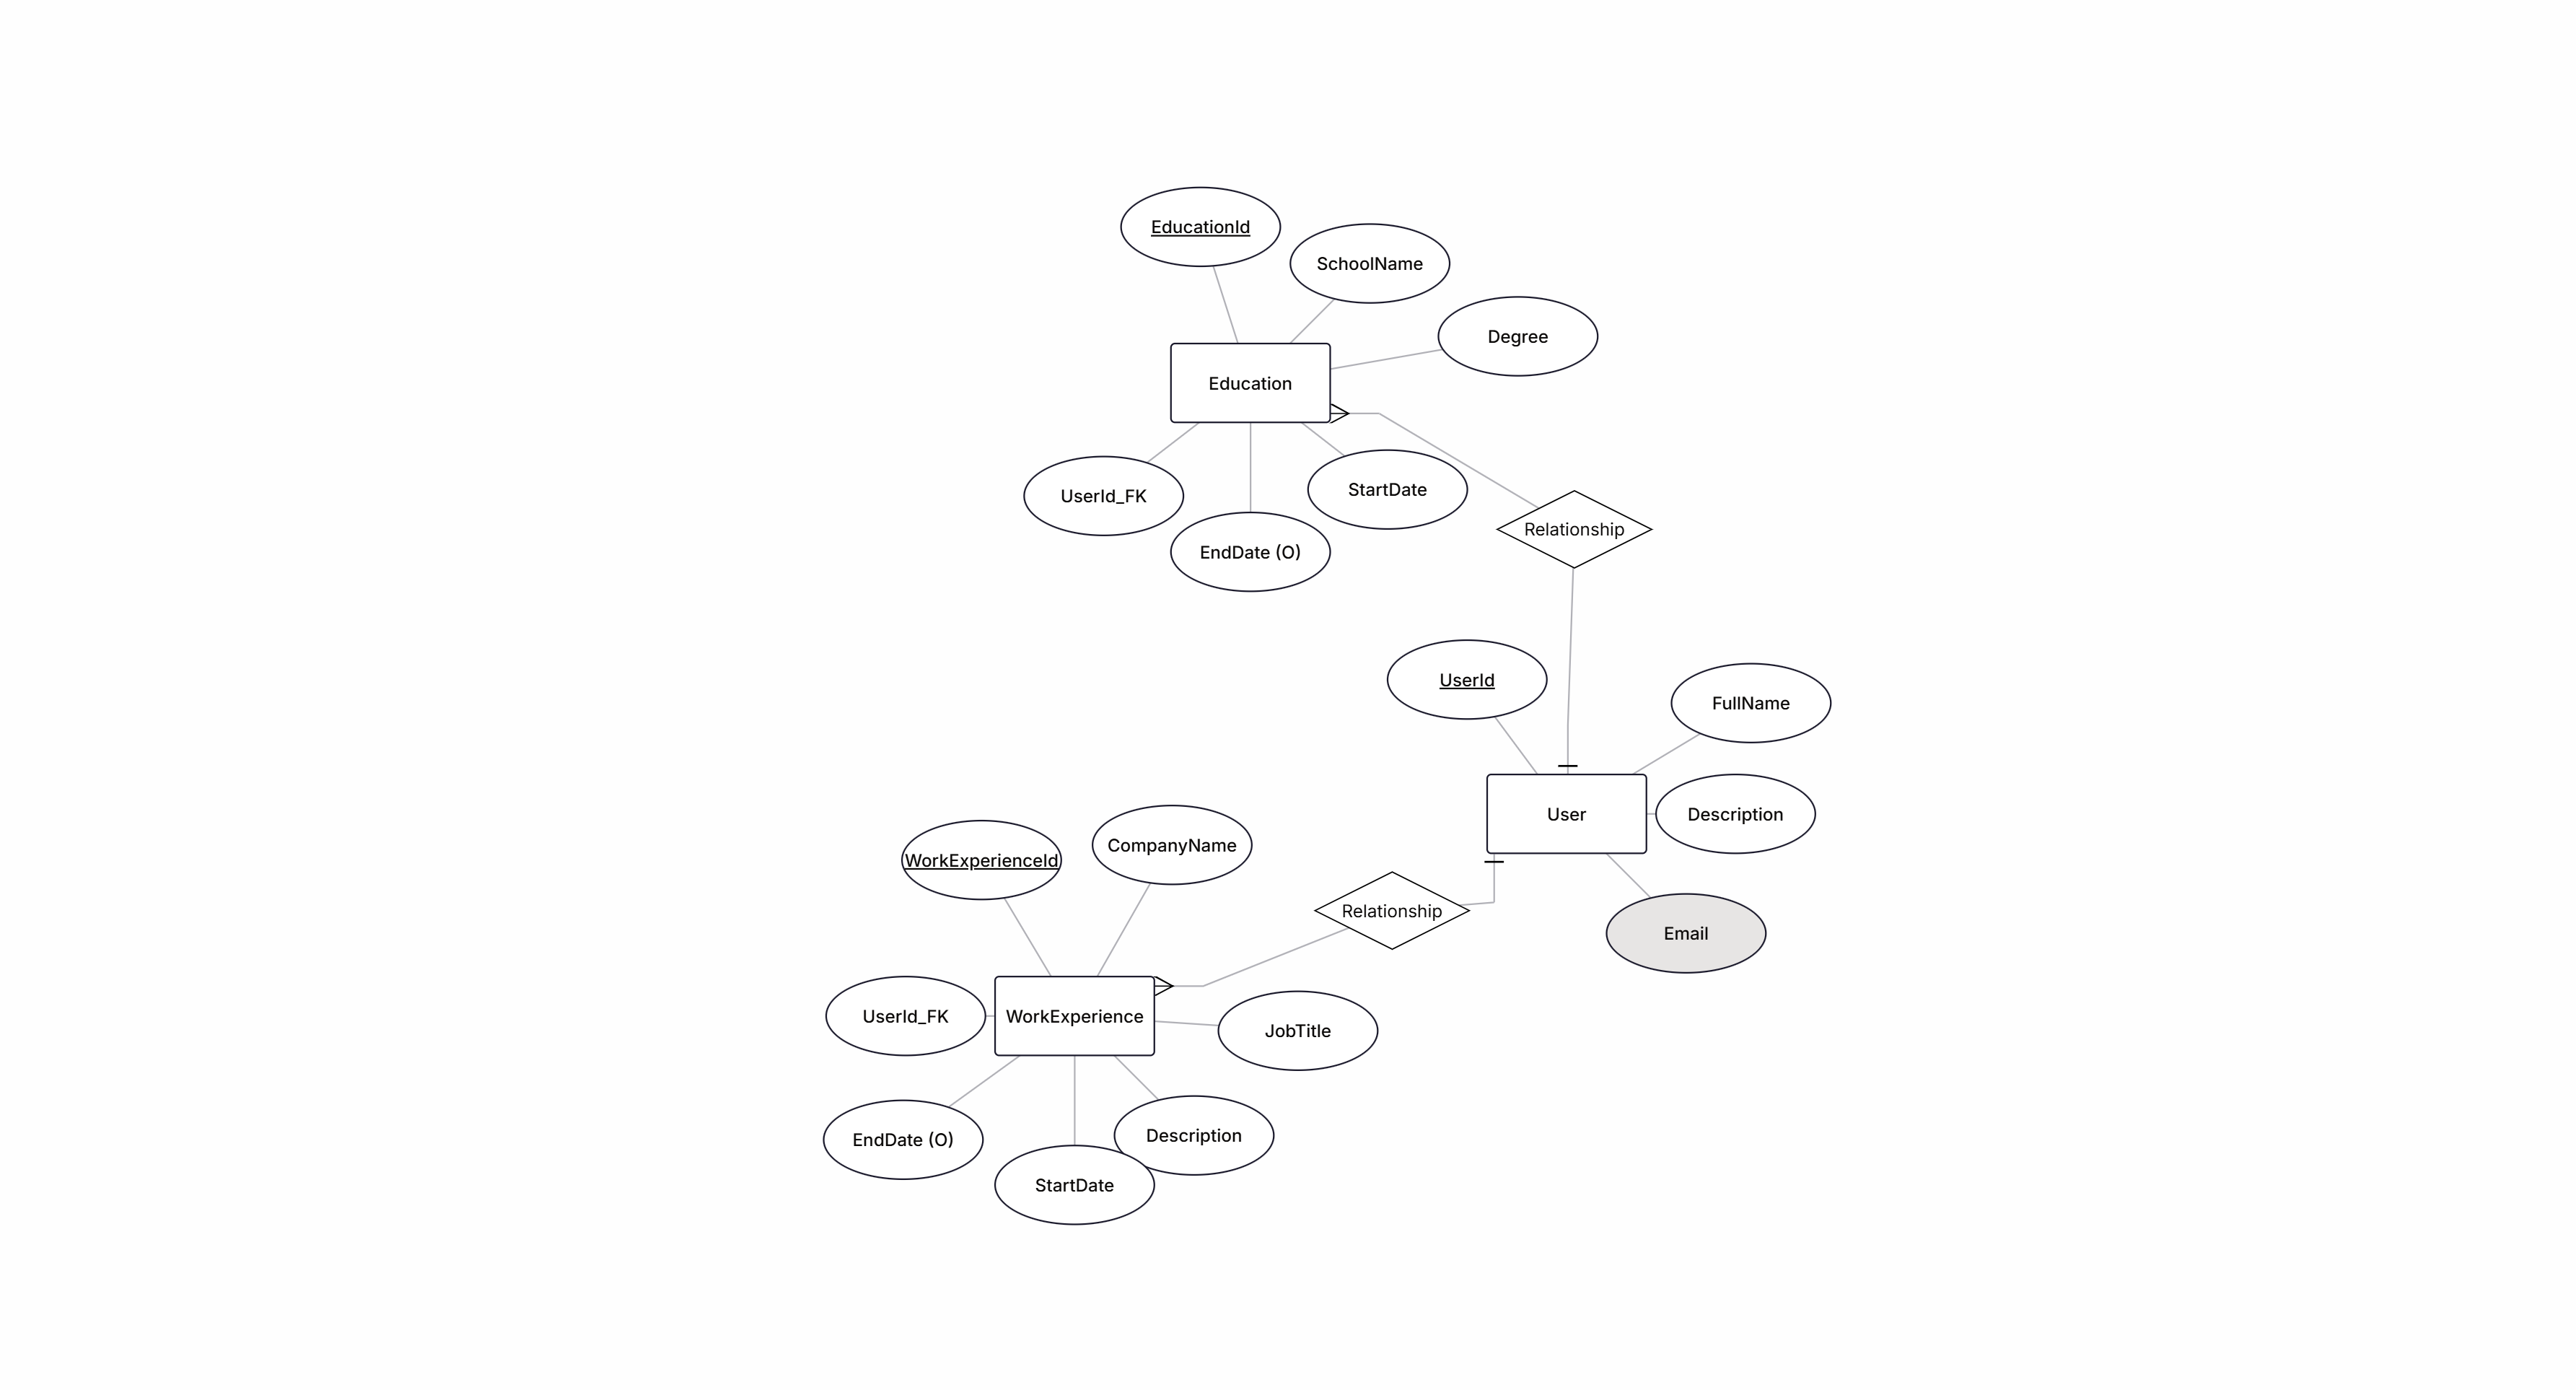 EducationId
SchoolName
Degree
Education
UserId_FK
StartDate
EndDate (O)
Relationship
UserId
FullName
User
Description
WorkExperienceId
CompanyName
Relationship
Email
UserId_FK
WorkExperience
JobTitle
EndDate (O)
Description
StartDate